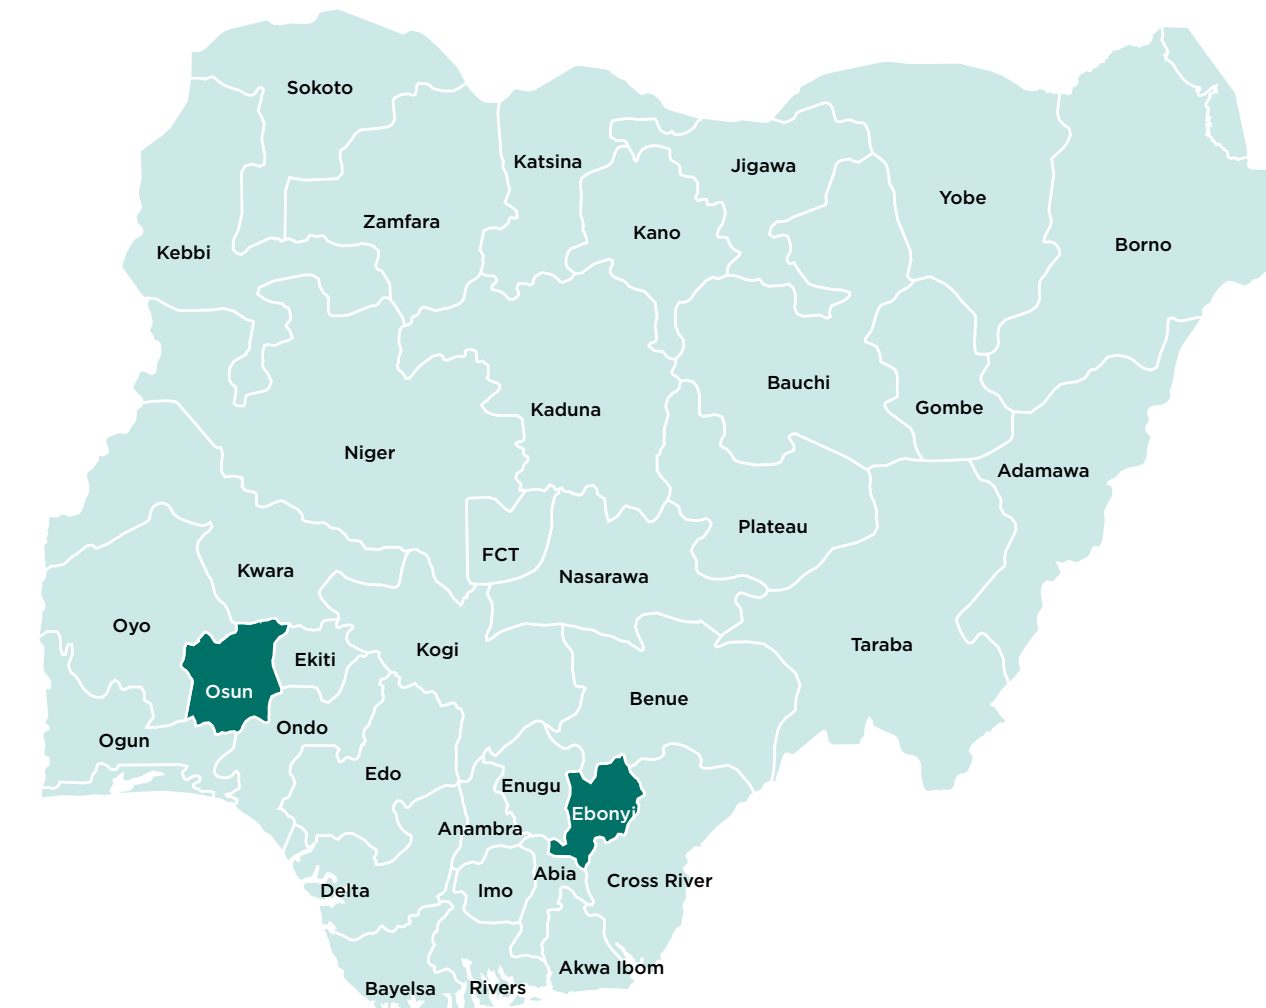 Sokoto
Katsina
Jigawa
Yobe
Zamfara
Kano
Borno
Kebbi
Bauchi
Gombe
Kaduna
Niger
Adamawa
Plateau
FCT
Kwara
Nasarawa
Oyo
Taraba
Kogi
Ekiti
Osun
Benue
Ondo
Ogun
Edo
Enugu
Ebonyi
Anambra
Abia
Cross River
Delta
Imo
Akwa Ibom
Bayelsa
Rivers